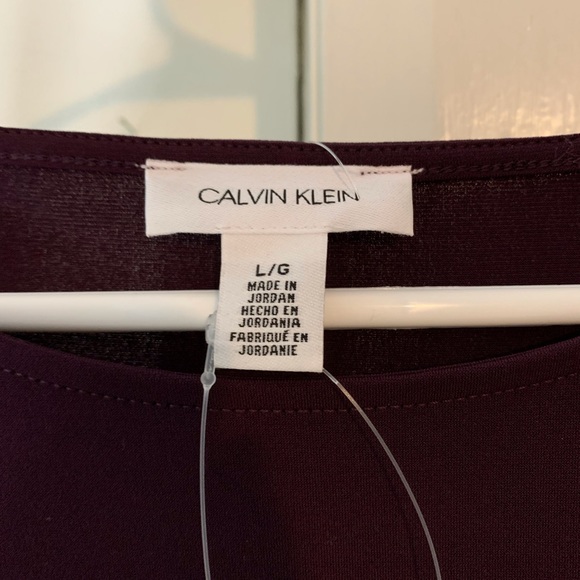 CALVIN KLEIN
L/G
MADE IN
JORDAN
HECHO EN
JORDANIA
FABRIQUÉ EN
JORDANIE